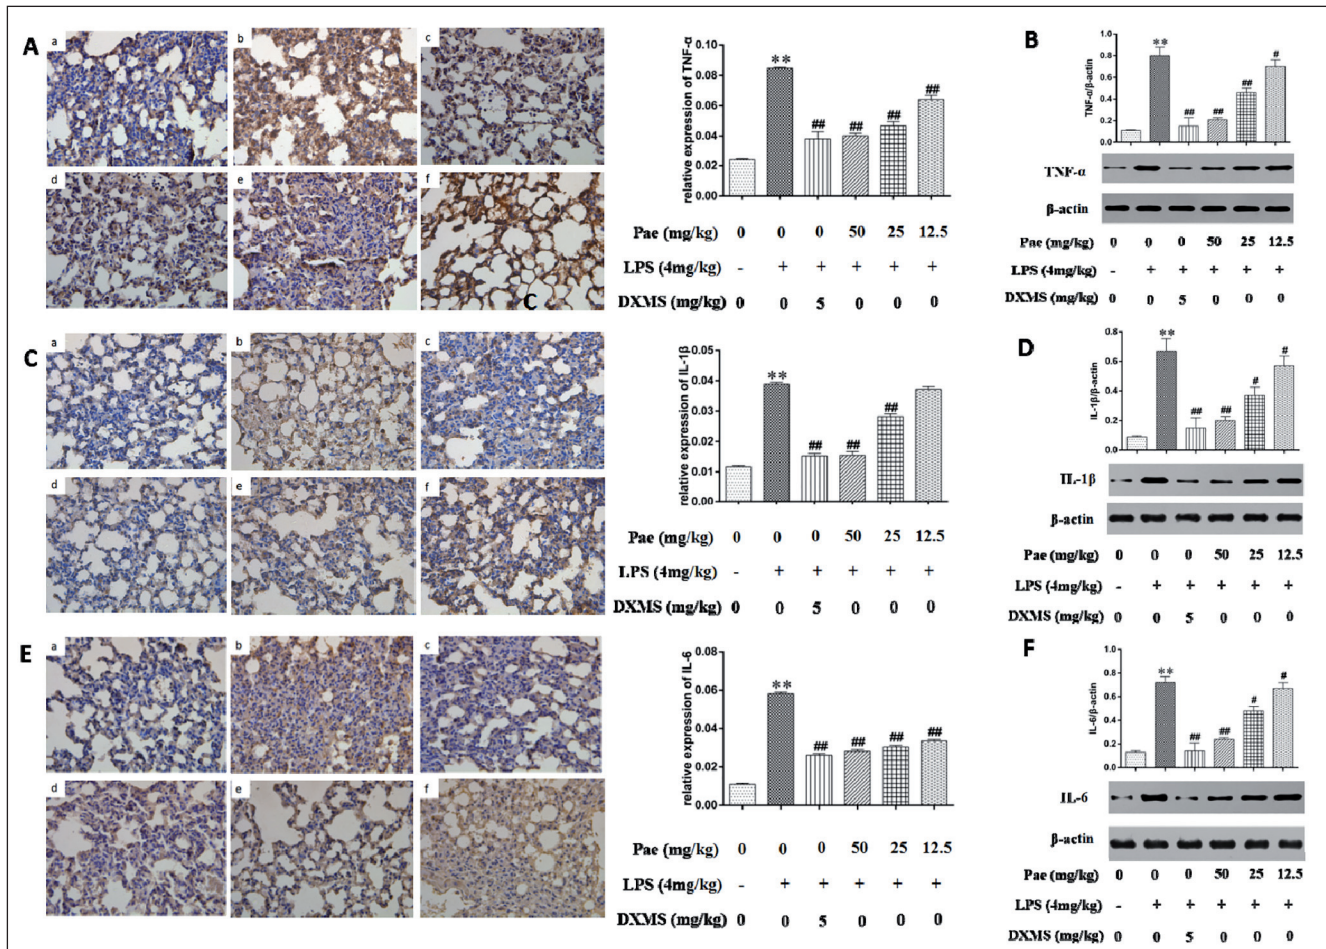 A
a
b
c
d
e
f
C
relative expression of TNF-α
0.10
0.08
0.06
0.04
0.02
0.00
**
##
##
##
##
Pae (mg/kg) 0 0 0 50 25 12.5
LPS (4mg/kg) - + + + + +
DXMS (mg/kg) 0 0 5 0 0 0
B
TNF-α/β-actin
1.0
0.8
0.6
0.4
0.2
0.0
**
##
##
##
#
TNF-α
β-actin
Pae (mg/kg) 0 0 0 50 25 12.5
LPS (4mg/kg) - + + + + +
DXMS (mg/kg) 0 0 5 0 0 0
C
a
b
c
d
e
f
relative expression of IL-1β
0.05
0.04
0.03
0.02
0.01
0.00
**
##
##
##
Pae (mg/kg) 0 0 0 50 25 12.5
LPS (4mg/kg) - + + + + +
DXMS (mg/kg) 0 0 5 0 0 0
D
IL-1β/β-actin
0.8
0.6
0.4
0.2
0.0
**
##
##
#
#
IL-1β
β-actin
Pae (mg/kg) 0 0 0 50 25 12.5
LPS (4mg/kg) - + + + + +
DXMS (mg/kg) 0 0 5 0 0 0
E
a
b
c
d
e
f
relative expression of IL-6
0.08
0.06
0.04
0.02
0.00
**
##
##
##
##
Pae (mg/kg) 0 0 0 50 25 12.5
LPS (4mg/kg) - + + + + +
DXMS (mg/kg) 0 0 5 0 0 0
F
IL-6/β-actin
1.0
0.8
0.6
0.4
0.2
0.0
**
##
##
#
#
IL-6
β-actin
Pae (mg/kg) 0 0 0 50 25 12.5
LPS (4mg/kg) - + + + + +
DXMS (mg/kg) 0 0 5 0 0 0